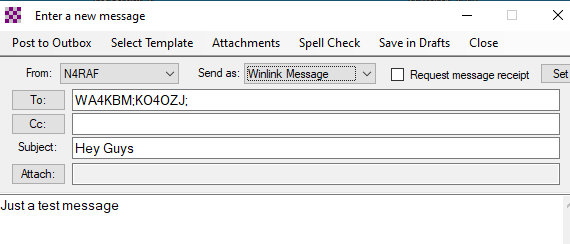 Enter a new message
Post to Outbox Select Template Attachments Spell Check Save in Drafts Close
From: N4RAF Send as: Winlink Message Request message receipt Set
To: WA4KBM;KO4OZJ;
Cc:
Subject: Hey Guys
Attach:
Just a test message